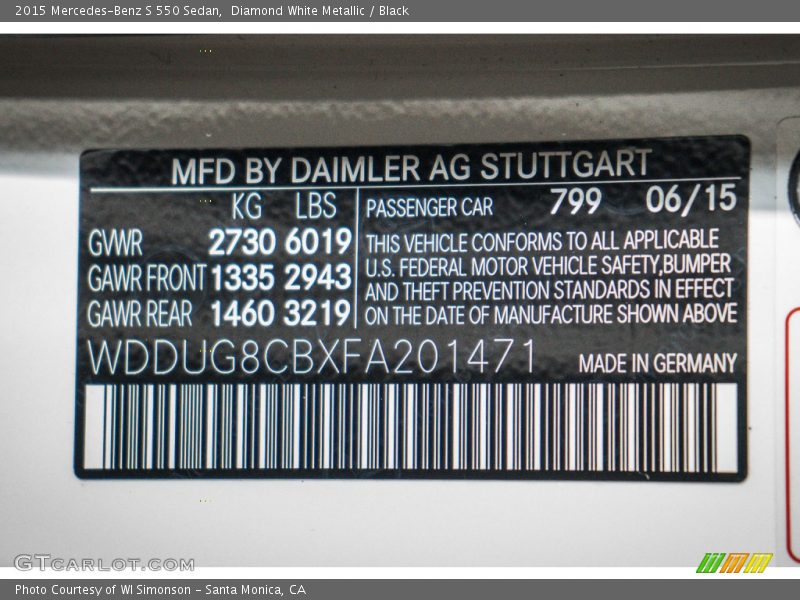 2015 Mercedes-Benz S 550 Sedan, Diamond White Metallic / Black
MFD BY DAIMLER AG STUTTGART
KG LBS
GVWR 2730 6019
GAWR FRONT 1335 2943
GAWR REAR 1460 3219
PASSENGER CAR 799 06/15
THIS VEHICLE CONFORMS TO ALL APPLICABLE
U.S. FEDERAL MOTOR VEHICLE SAFETY,BUMPER
AND THEFT PREVENTION STANDARDS IN EFFECT
ON THE DATE OF MANUFACTURE SHOWN ABOVE
WDDUG8CBXFA201471 MADE IN GERMANY
GTCARLOT.COM
Photo Courtesy of WI Simonson - Santa Monica, CA